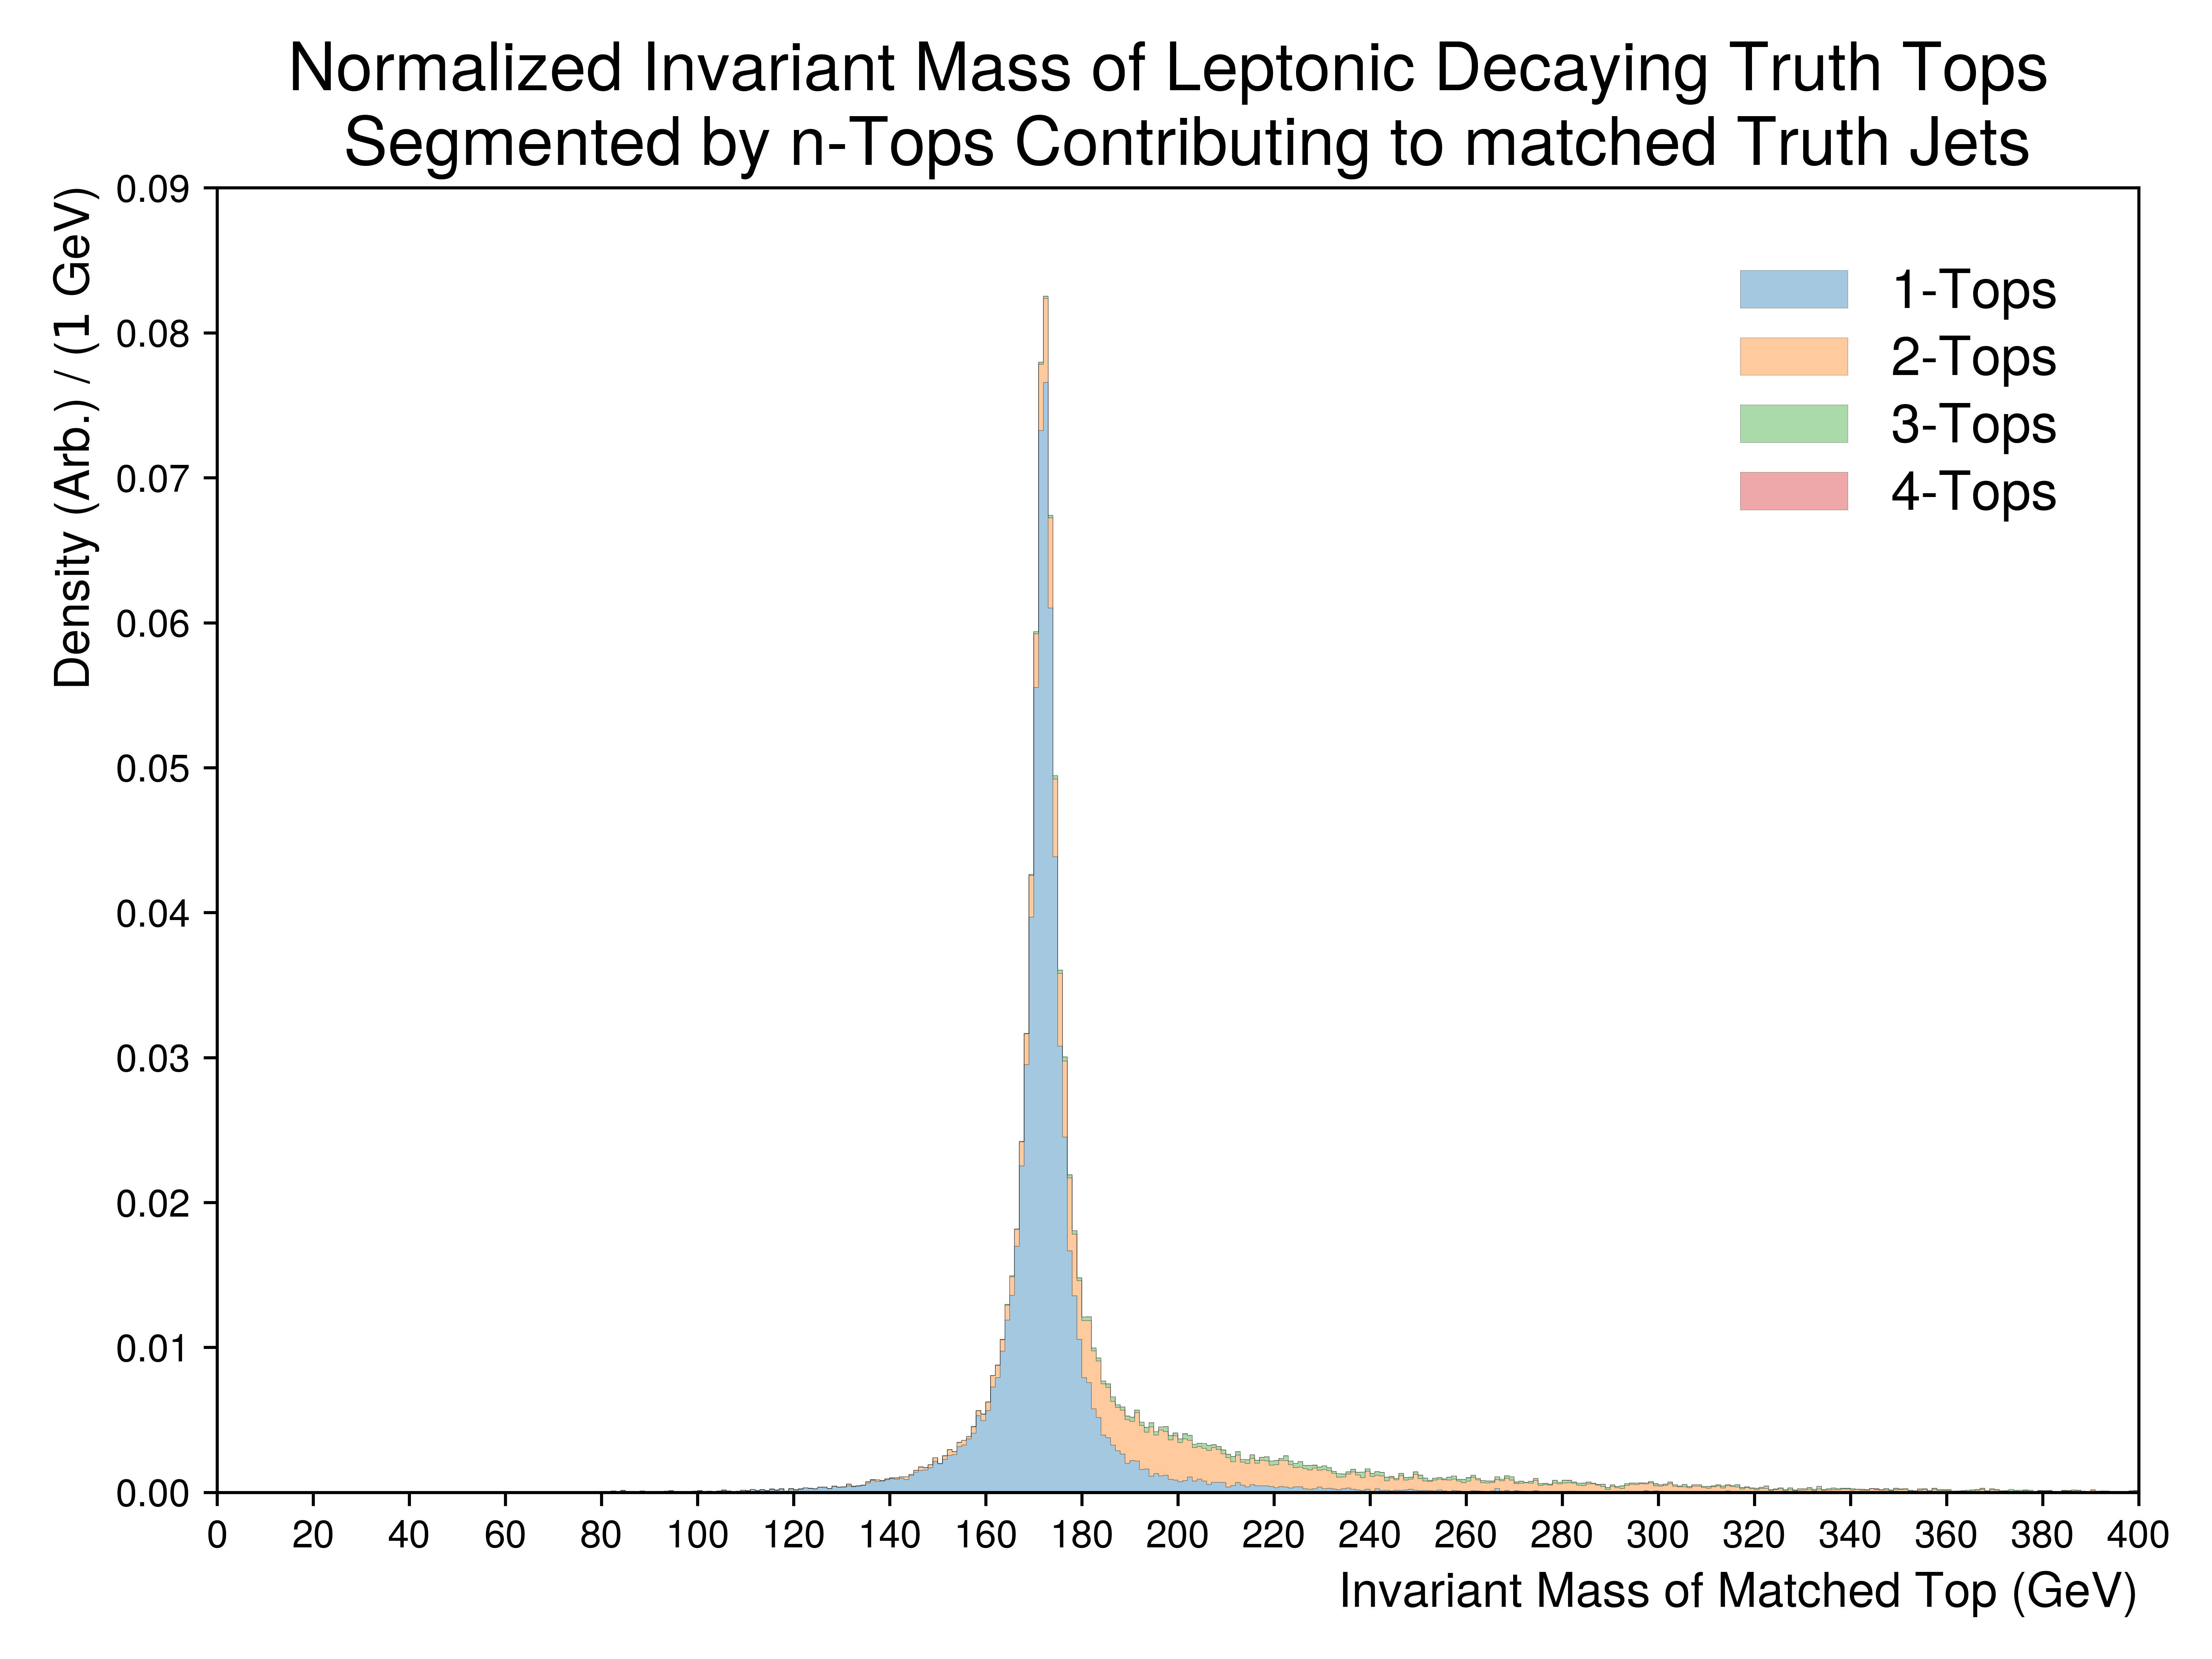 Normalized Invariant Mass of Leptonic Decaying Truth Tops
Segmented by n-Tops Contributing to matched Truth Jets
Density (Arb.) / (1 GeV)
0.09
0.08
0.07
0.06
0.05
0.04
0.03
0.02
0.01
0.00
1-Tops
2-Tops
3-Tops
4-Tops
0 20 40 60 80 100 120 140 160 180 200 220 240 260 280 300 320 340 360 380 400
Invariant Mass of Matched Top (GeV)